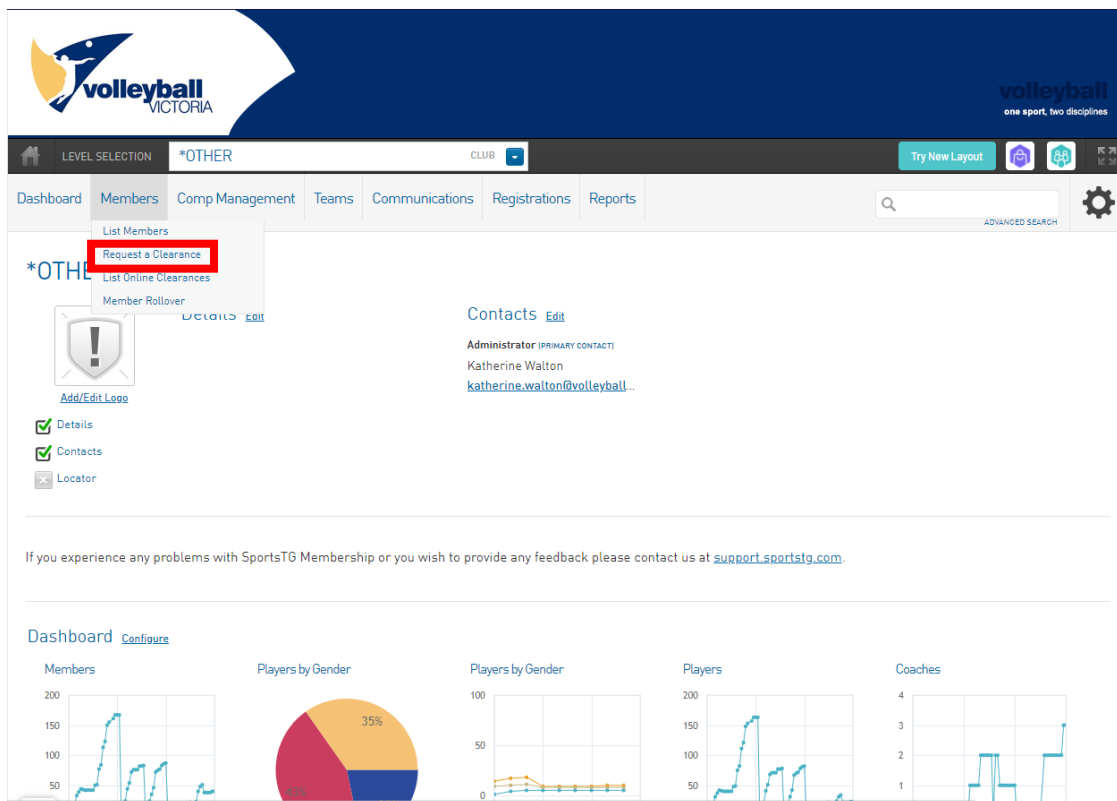 volleyball
VICTORIA
volleyball
one sport, two disciplines
LEVEL SELECTION *OTHER CLUB Try New Layout
Dashboard Members Comp Management Teams Communications Registrations Reports
ADVANCED SEARCH
List Members
Request a Clearance
List Online Clearances
Member Rollover
*OTHE
Details Edit
Contacts Edit
Administrator (PRIMARY CONTACT)
Katherine Walton
katherine.walton@volleyball...
Add/Edit Logo
Details
Contacts
Locator
If you experience any problems with SportsTG Membership or you wish to provide any feedback please contact us at support.sportstg.com.
Dashboard Configure
Members Players by Gender Players by Gender Players Coaches
200 100 200 4
150 35% 150 3
100 50 100 2
50 0 50 1